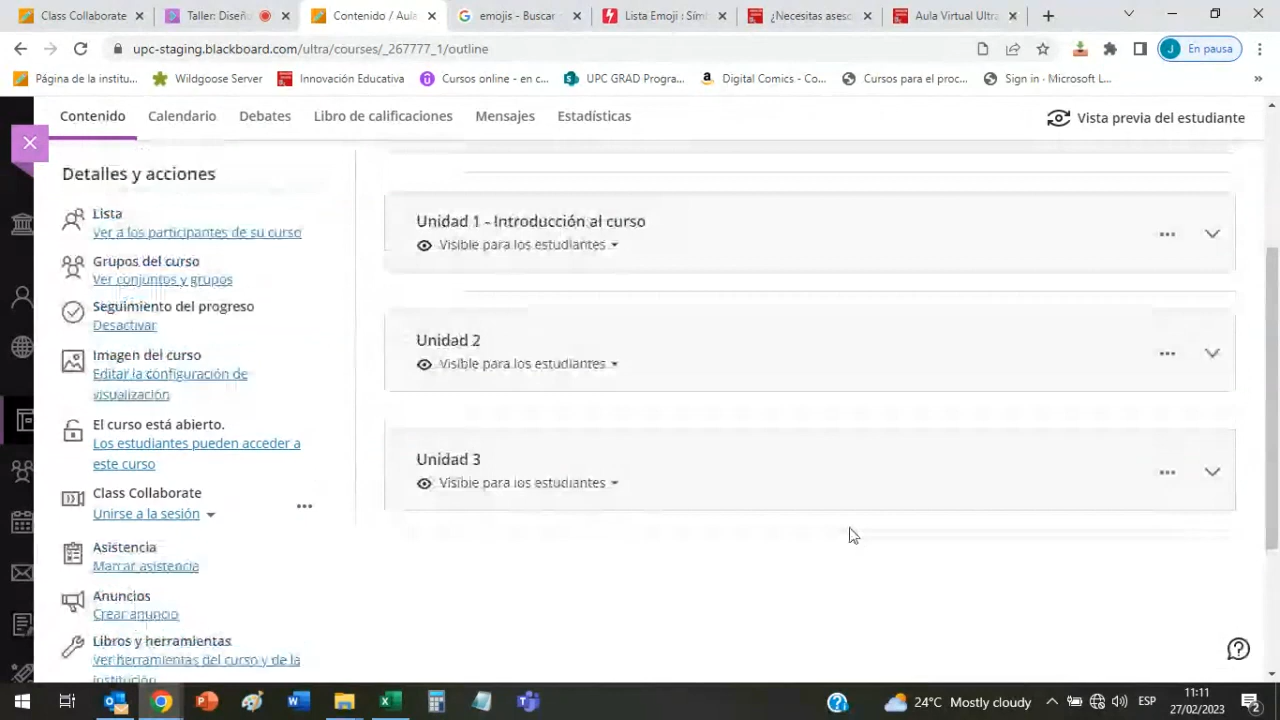 Class Collaborate
Taller: Diseñ
Contenido / Aula
emojis - Buscar
Lista Emoji : Sím
¿Necesitas aseso
Aula Virtual Ultra
upc-staging.blackboard.com/ultra/courses/_267777_1/outline
J En pausa
Página de la institu...
Wildgoose Server
Innovación Educativa
Cursos online - en c...
UPC GRAD Progra...
Digital Comics - Co...
Cursos para el proc...
Sign in - Microsoft L...
»
Contenido
Calendario
Debates
Libro de calificaciones
Mensajes
Estadísticas
Vista previa del estudiante
Detalles y acciones
Lista
Ver a los participantes de su curso
Grupos del curso
Ver conjuntos y grupos
Seguimiento del progreso
Desactivar
Imagen del curso
Editar la configuración de
visualización
El curso está abierto.
Los estudiantes pueden acceder a
este curso
Class Collaborate
Unirse a la sesión
Asistencia
Marcar asistencia
Anuncios
Crear anuncio
Libros y herramientas
Ver herramientas del curso y de la
institución
Unidad 1 - Introducción al curso
Visible para los estudiantes
Unidad 2
Visible para los estudiantes
Unidad 3
Visible para los estudiantes
24°C Mostly cloudy
ESP
11:11
27/02/2023
2